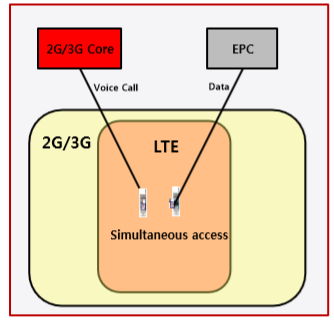 2G/3G Core
EPC
Voice Call
Data
2G/3G
LTE
Simultaneous access